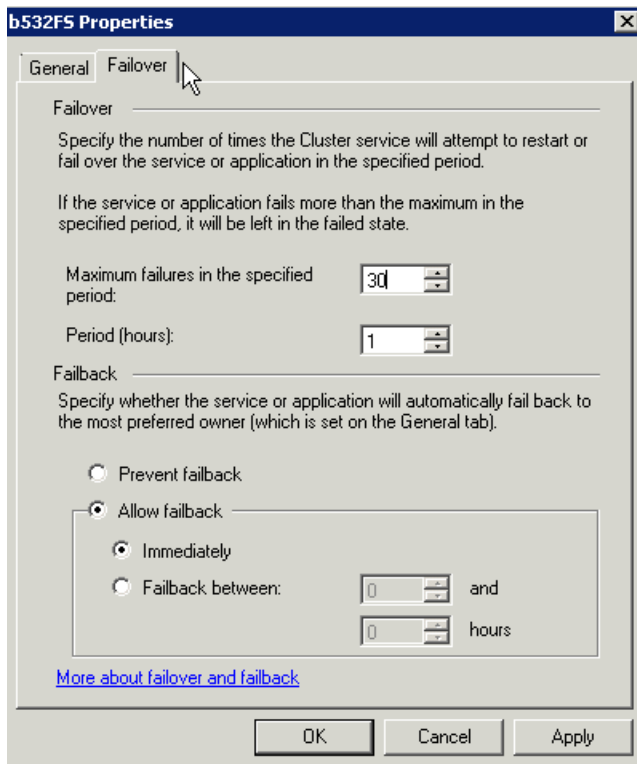 b532FS Properties
General
Failover
Failover
Specify the number of times the Cluster service will attempt to restart or
fail over the service or application in the specified period.
If the service or application fails more than the maximum in the
specified period, it will be left in the failed state.
Maximum failures in the specified
period:
30
Period (hours):
1
Failback
Specify whether the service or application will automatically fail back to
the most preferred owner (which is set on the General tab).
Prevent failback
Allow failback
Immediately
Failback between:
0
and
0
hours
More about failover and failback
OK
Cancel
Apply